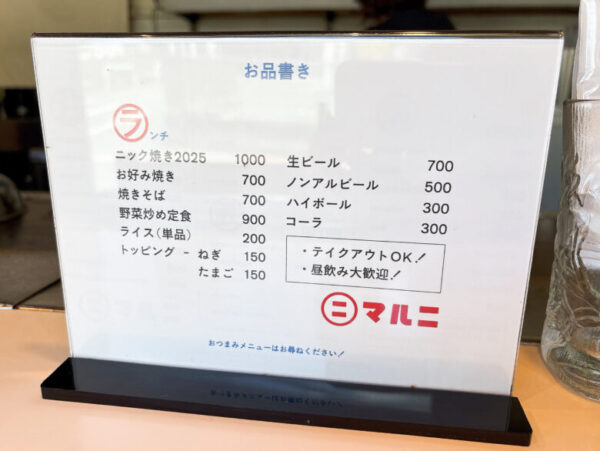 お品書き
ランチ
ニック焼き2025 1000
お好み焼き 700
焼きそば 700
野菜炒め定食 900
ライス(単品) 200
トッピング - ねぎ 150
たまご 150
生ビール 700
ノンアルビール 500
ハイボール 300
コーラ 300
・テイクアウトOK!
・昼飲み大歓迎!
ニ マルニ
おつまみメニューはお尋ねください!